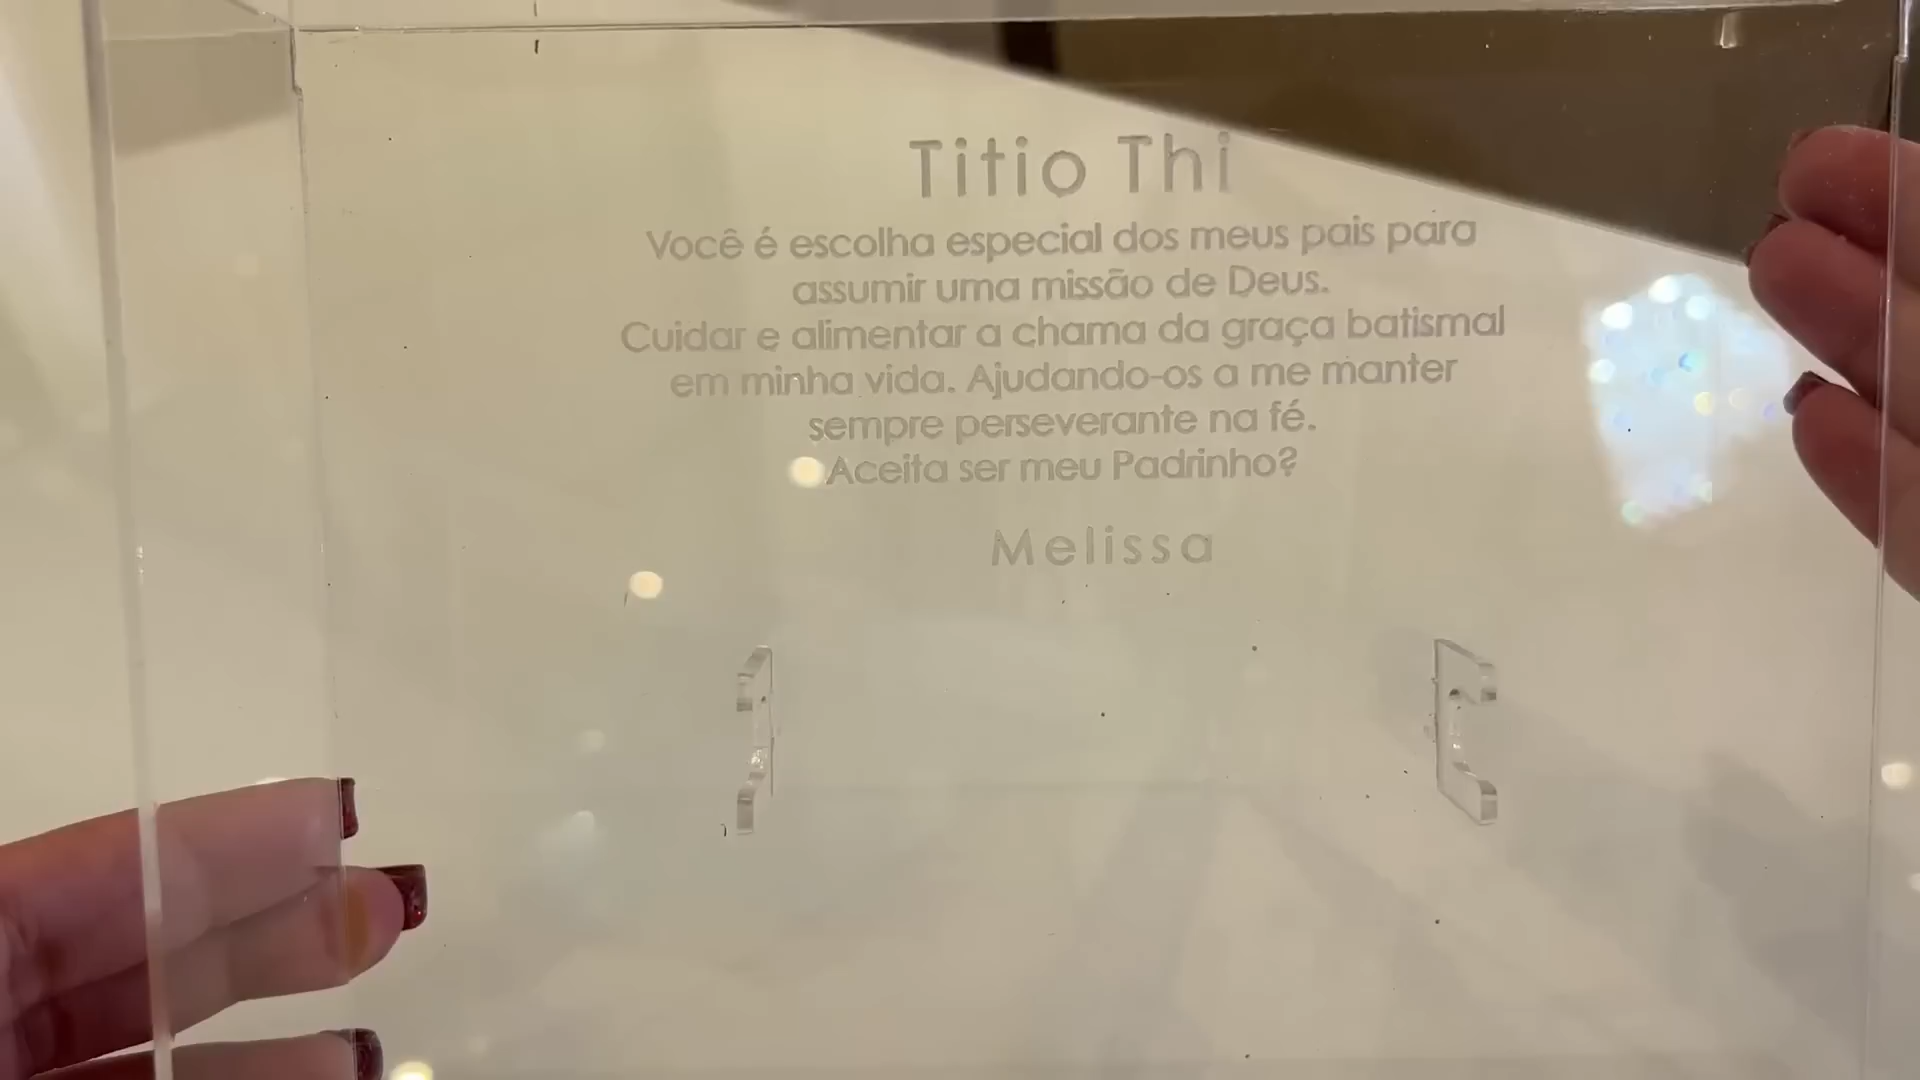 Titio Thi
Você é escolha especial dos meus pais para
assumir uma missão de Deus.
Cuidar e alimentar a chama da graça batismal
em minha vida. Ajudando-os a me manter
sempre perseverante na fé.
Aceita ser meu Padrinho?
Melissa